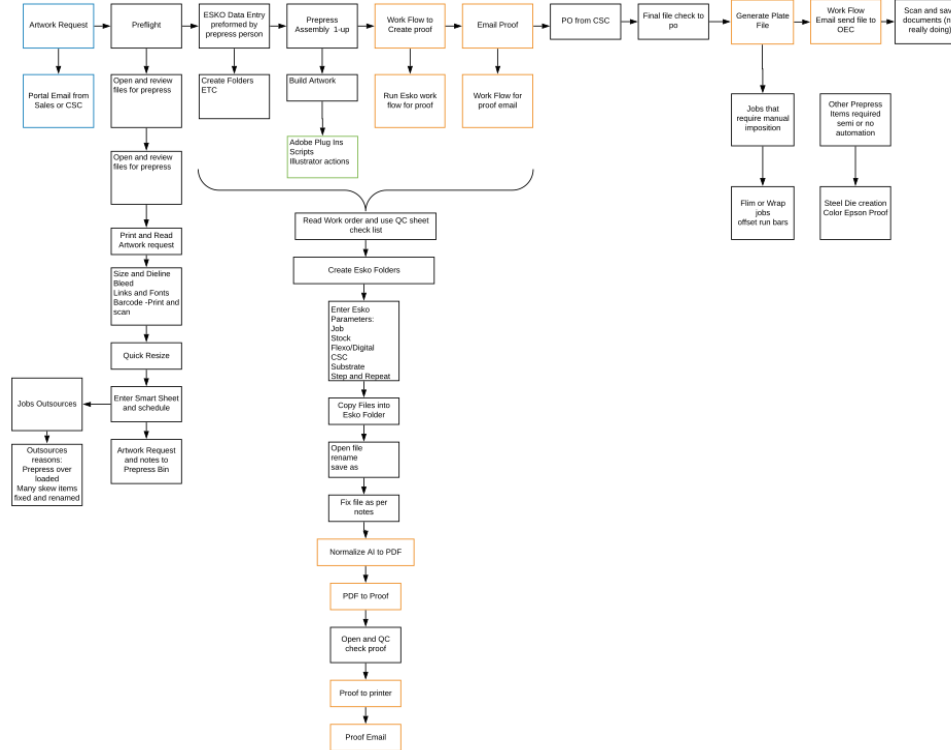 Artwork Request
Preflight
ESKO Data Entry
preformed by
prepress person
Prepress
Assembly 1-up
Work Flow to
Create proof
Email Proof
PO from CSC
Final file check to
po
Generate Plate
File
Work Flow
Email send file to
OEC
Scan and sav
documents (n
really doing)
Portal Email from
Sales or CSC
Open and review
files for prepress
Create Folders
ETC
Build Artwork
Run Esko work
flow for proof
Work Flow for
proof email
Jobs that
require manual
imposition
Other Prepress
Items required
semi or no
automation
Adobe Plug Ins
Scripts
Illustrator actions
Open and review
files for prepress
Flim or Wrap
jobs
offset run bars
Steel Die creation
Color Epson Proof
Print and Read
Artwork request
Read Work order and use QC sheet
check list
Size and Dieline
Bleed
Links and Fonts
Barcode -Print and
scan
Create Esko Folders
Enter Esko
Parameters:
Job
Stock
Flexo/Digital
CSC
Substrate
Step and Repeat
Quick Resize
Jobs Outsources
Enter Smart Sheet
and schedule
Copy Files into
Esko Folder
Outsources
reasons:
Prepress over
loaded
Many skew items
fixed and renamed
Artwork Request
and notes to
Prepress Bin
Open file
rename
save as
Fix file as per
notes
Normalize AI to PDF
PDF to Proof
Open and QC
check proof
Proof to printer
Proof Email